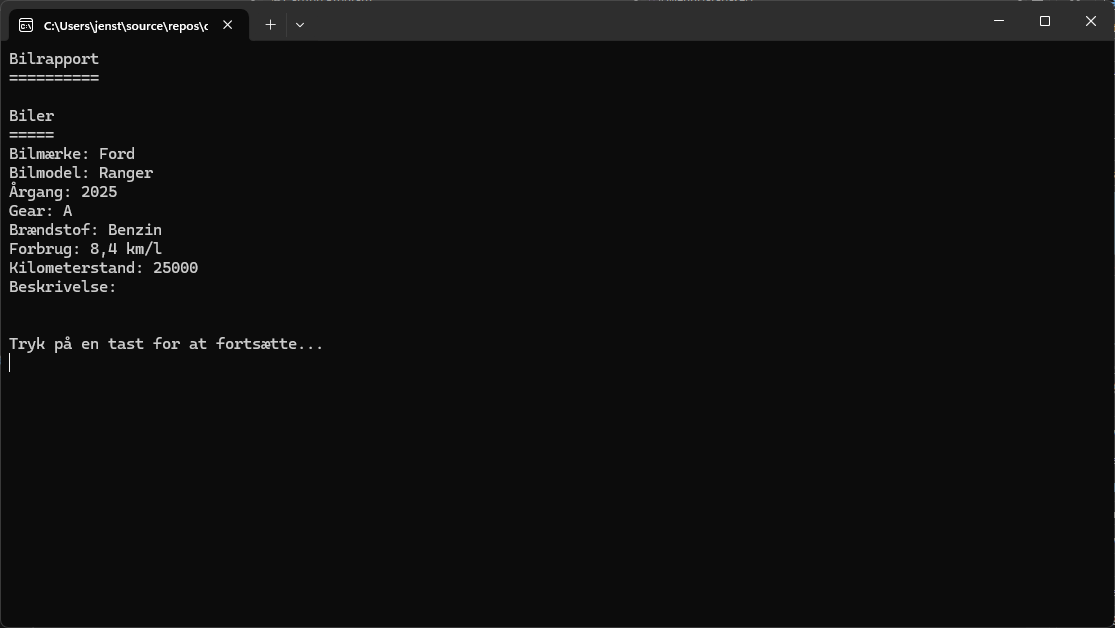 C:\Users\jenst\source\repos\c
Bilrapport
==========
Biler
=====
Bilmærke: Ford
Bilmodel: Ranger
Årgang: 2025
Gear: A
Brændstof: Benzin
Forbrug: 8,4 km/l
Kilometerstand: 25000
Beskrivelse:
Tryk på en tast for at fortsætte...